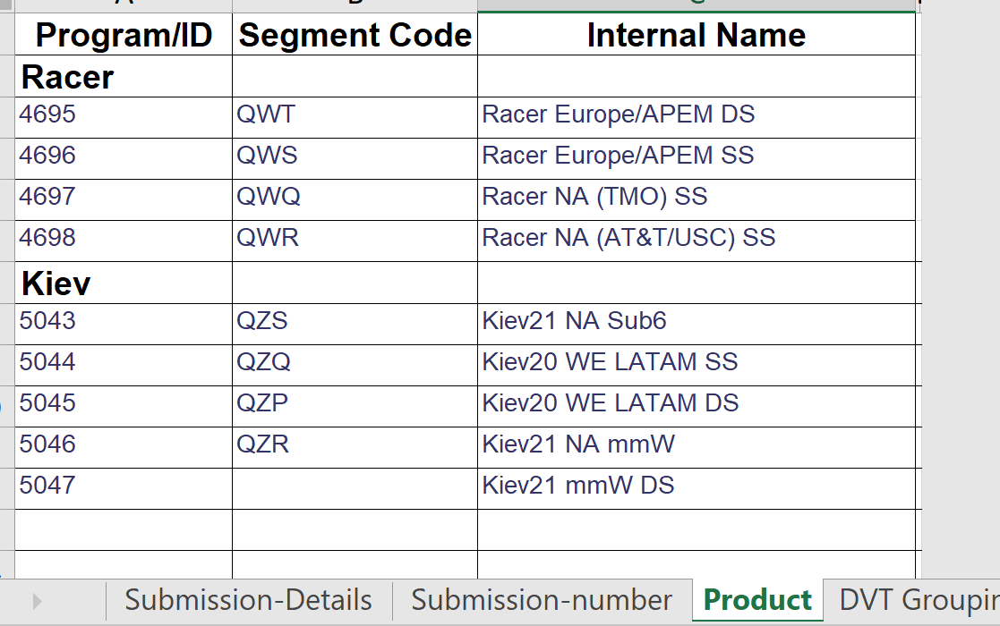 Program/ID Segment Code Internal Name
Racer
4695 QWT Racer Europe/APEM DS
4696 QWS Racer Europe/APEM SS
4697 QWQ Racer NA (TMO) SS
4698 QWR Racer NA (AT&T/USC) SS
Kiev
5043 QZS Kiev21 NA Sub6
5044 QZQ Kiev20 WE LATAM SS
5045 QZP Kiev20 WE LATAM DS
5046 QZR Kiev21 NA mmW
5047 Kiev21 mmW DS
Submission-Details Submission-number Product DVT